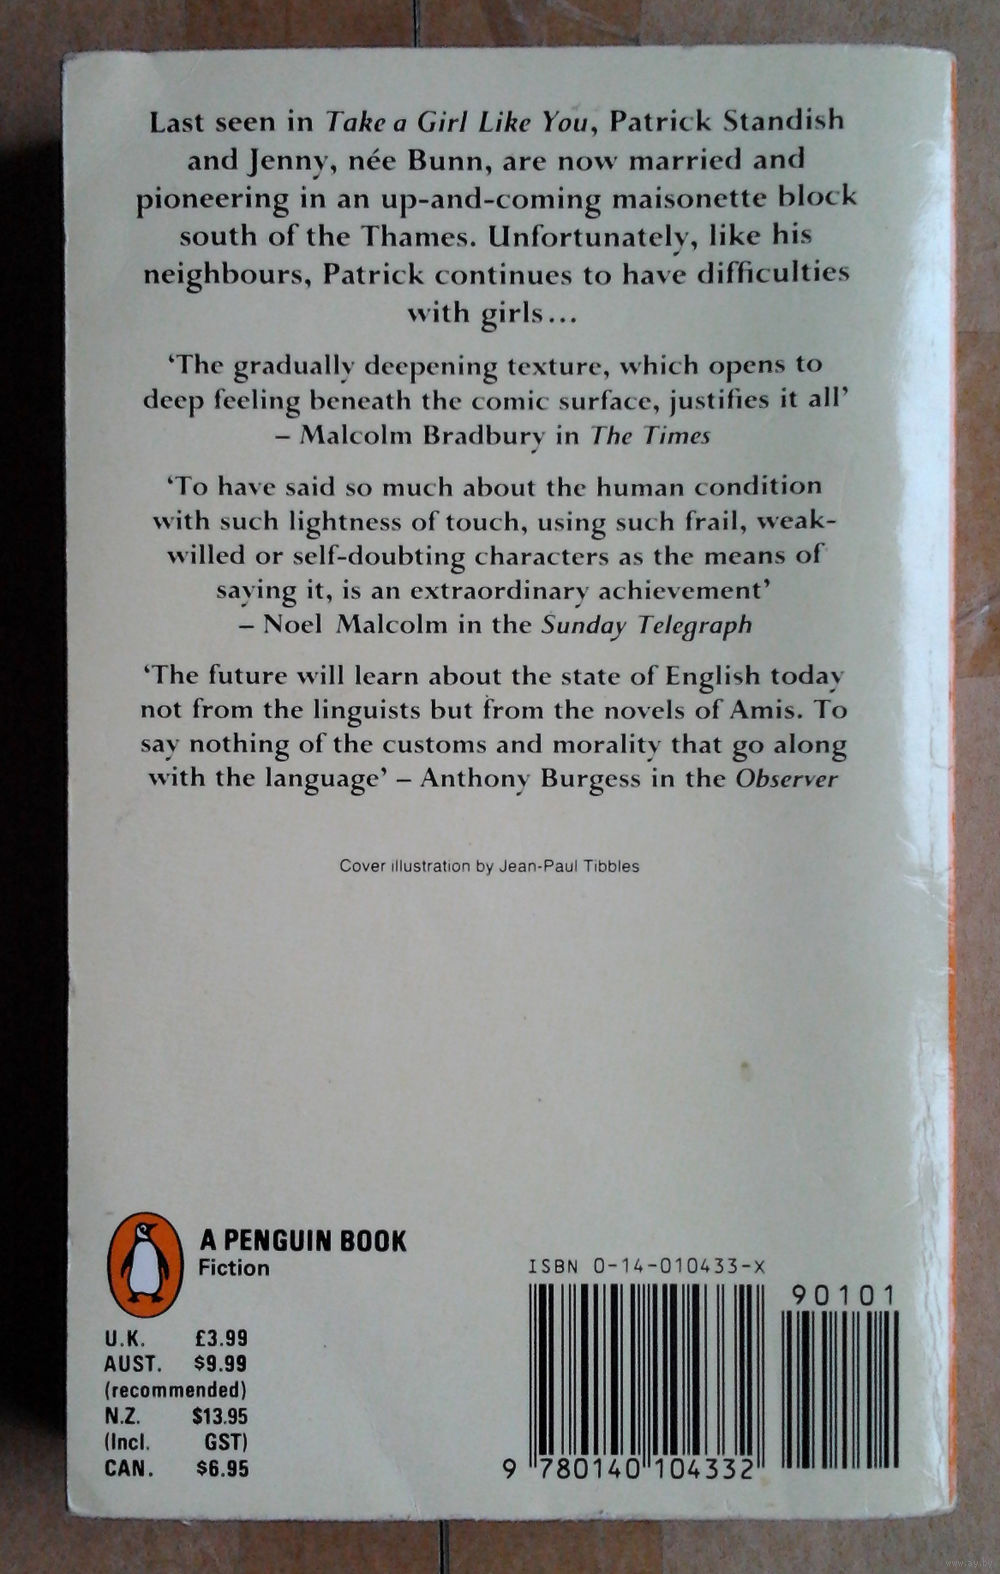 Last seen in Take a Girl Like You, Patrick Standish
and Jenny, née Bunn, are now married and
pioneering in an up-and-coming maisonette block
south of the Thames. Unfortunately, like his
neighbours, Patrick continues to have difficulties
with girls...
‘The gradually deepening texture, which opens to
deep feeling beneath the comic surface, justifies it all’
– Malcolm Bradbury in The Times
‘To have said so much about the human condition
with such lightness of touch, using such frail, weak-
willed or self-doubting characters as the means of
saying it, is an extraordinary achievement’
– Noel Malcolm in the Sunday Telegraph
‘The future will learn about the state of English today
not from the linguists but from the novels of Amis. To
say nothing of the customs and morality that go along
with the language’ – Anthony Burgess in the Observer
Cover illustration by Jean-Paul Tibbles
A PENGUIN BOOK
Fiction
U.K. £3.99
AUST. $9.99
(recommended)
N.Z. $13.95
(Incl. GST)
CAN. $6.95
ISBN 0-14-010433-X
90101
9 780140 104332
www.ay.by